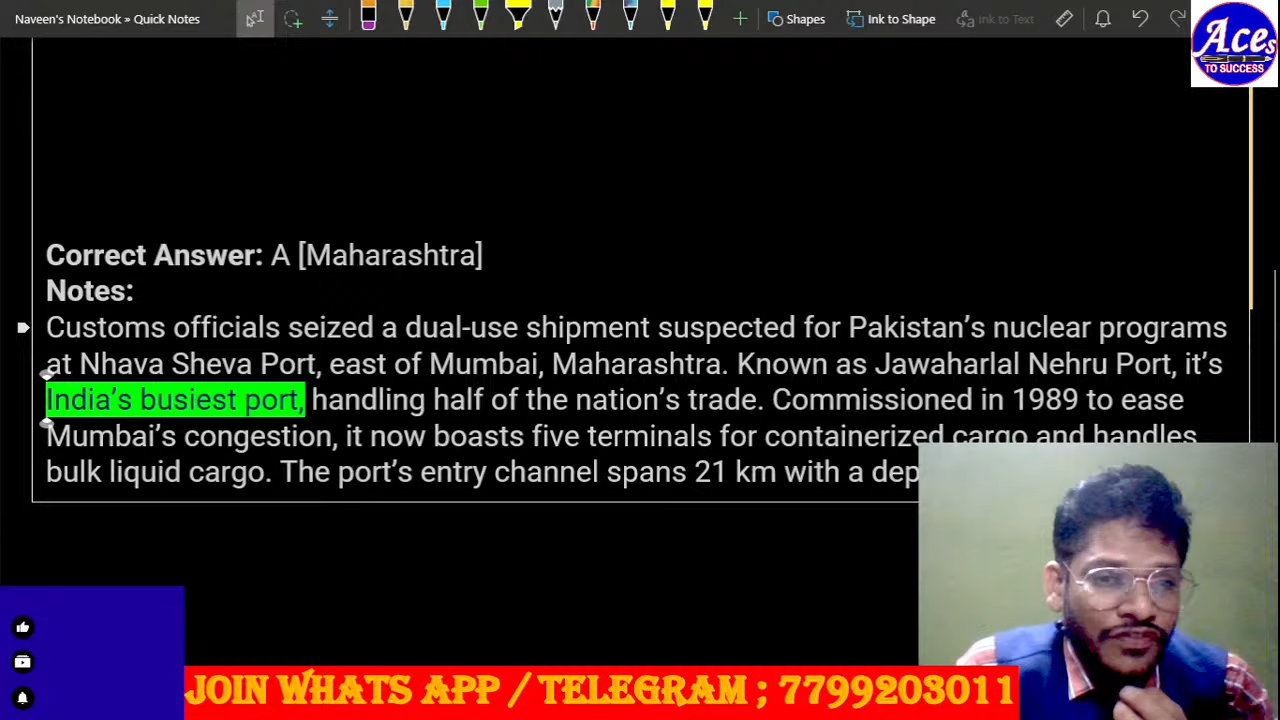 Naveen's Notebook » Quick Notes
Shapes
Ink to Shape
Ink to Text
Aces
TO SUCCESS
Correct Answer: A [Maharashtra]
Notes:
Customs officials seized a dual-use shipment suspected for Pakistan’s nuclear programs
at Nhava Sheva Port, east of Mumbai, Maharashtra. Known as Jawaharlal Nehru Port, it’s
India’s busiest port, handling half of the nation’s trade. Commissioned in 1989 to ease
Mumbai’s congestion, it now boasts five terminals for containerized cargo and handles
bulk liquid cargo. The port’s entry channel spans 21 km with a dep
JOIN WHATS APP / TELEGRAM ; 7799203011